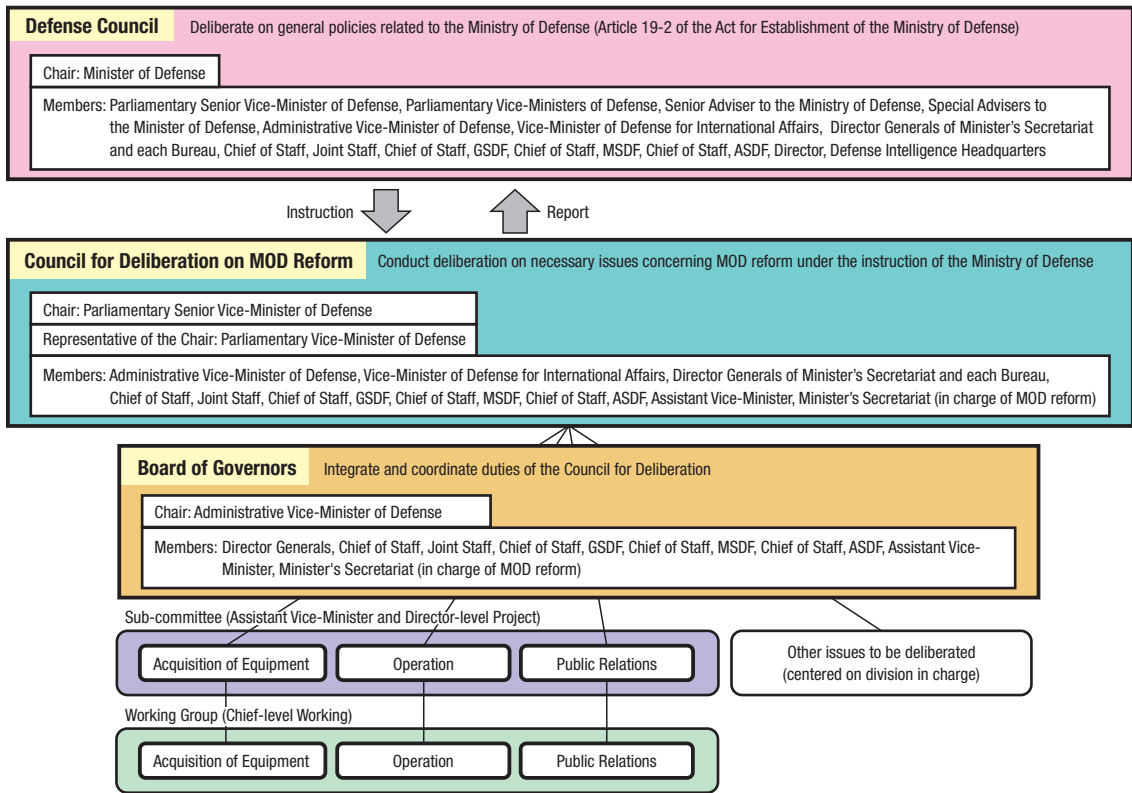 Defense Council Deliberate on general policies related to the Ministry of Defense (Article 19-2 of the Act for Establishment of the Ministry of Defense)
Chair: Minister of Defense
Members: Parliamentary Senior Vice-Minister of Defense, Parliamentary Vice-Ministers of Defense, Senior Adviser to the Ministry of Defense, Special Advisers to
the Minister of Defense, Administrative Vice-Minister of Defense, Vice-Minister of Defense for International Affairs, Director Generals of Minister's Secretariat
and each Bureau, Chief of Staff, Joint Staff, Chief of Staff, GSDF, Chief of Staff, MSDF, Chief of Staff, ASDF, Director, Defense Intelligence Headquarters
Instruction Report
Council for Deliberation on MOD Reform Conduct deliberation on necessary issues concerning MOD reform under the instruction of the Ministry of Defense
Chair: Parliamentary Senior Vice-Minister of Defense
Representative of the Chair: Parliamentary Vice-Minister of Defense
Members: Administrative Vice-Minister of Defense, Vice-Minister of Defense for International Affairs, Director Generals of Minister's Secretariat and each Bureau,
Chief of Staff, Joint Staff, Chief of Staff, GSDF, Chief of Staff, MSDF, Chief of Staff, ASDF, Assistant Vice-Minister, Minister's Secretariat (in charge of MOD reform)
Board of Governors Integrate and coordinate duties of the Council for Deliberation
Chair: Administrative Vice-Minister of Defense
Members: Director Generals, Chief of Staff, Joint Staff, Chief of Staff, GSDF, Chief of Staff, MSDF, Chief of Staff, ASDF, Assistant Vice-
Minister, Minister's Secretariat (in charge of MOD reform)
Sub-committee (Assistant Vice-Minister and Director-level Project)
Acquisition of Equipment Operation Public Relations
Other issues to be deliberated
(centered on division in charge)
Working Group (Chief-level Working)
Acquisition of Equipment Operation Public Relations